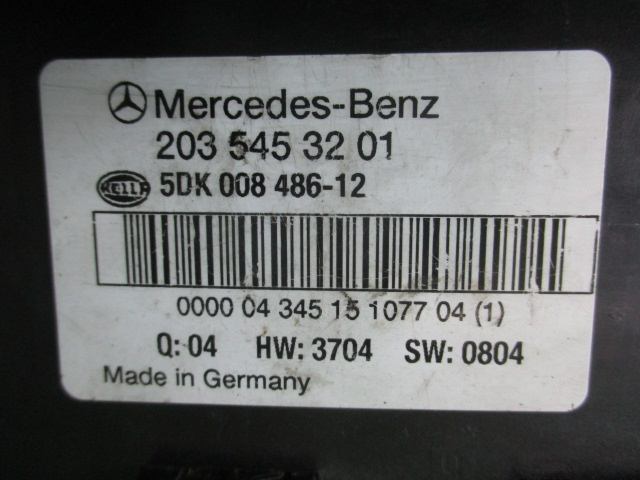 Mercedes-Benz
203 545 32 01
HELLA 5DK 008 486-12
0000 04 345 15 1077 04 (1)
Q: 04 HW: 3704 SW: 0804
Made in Germany